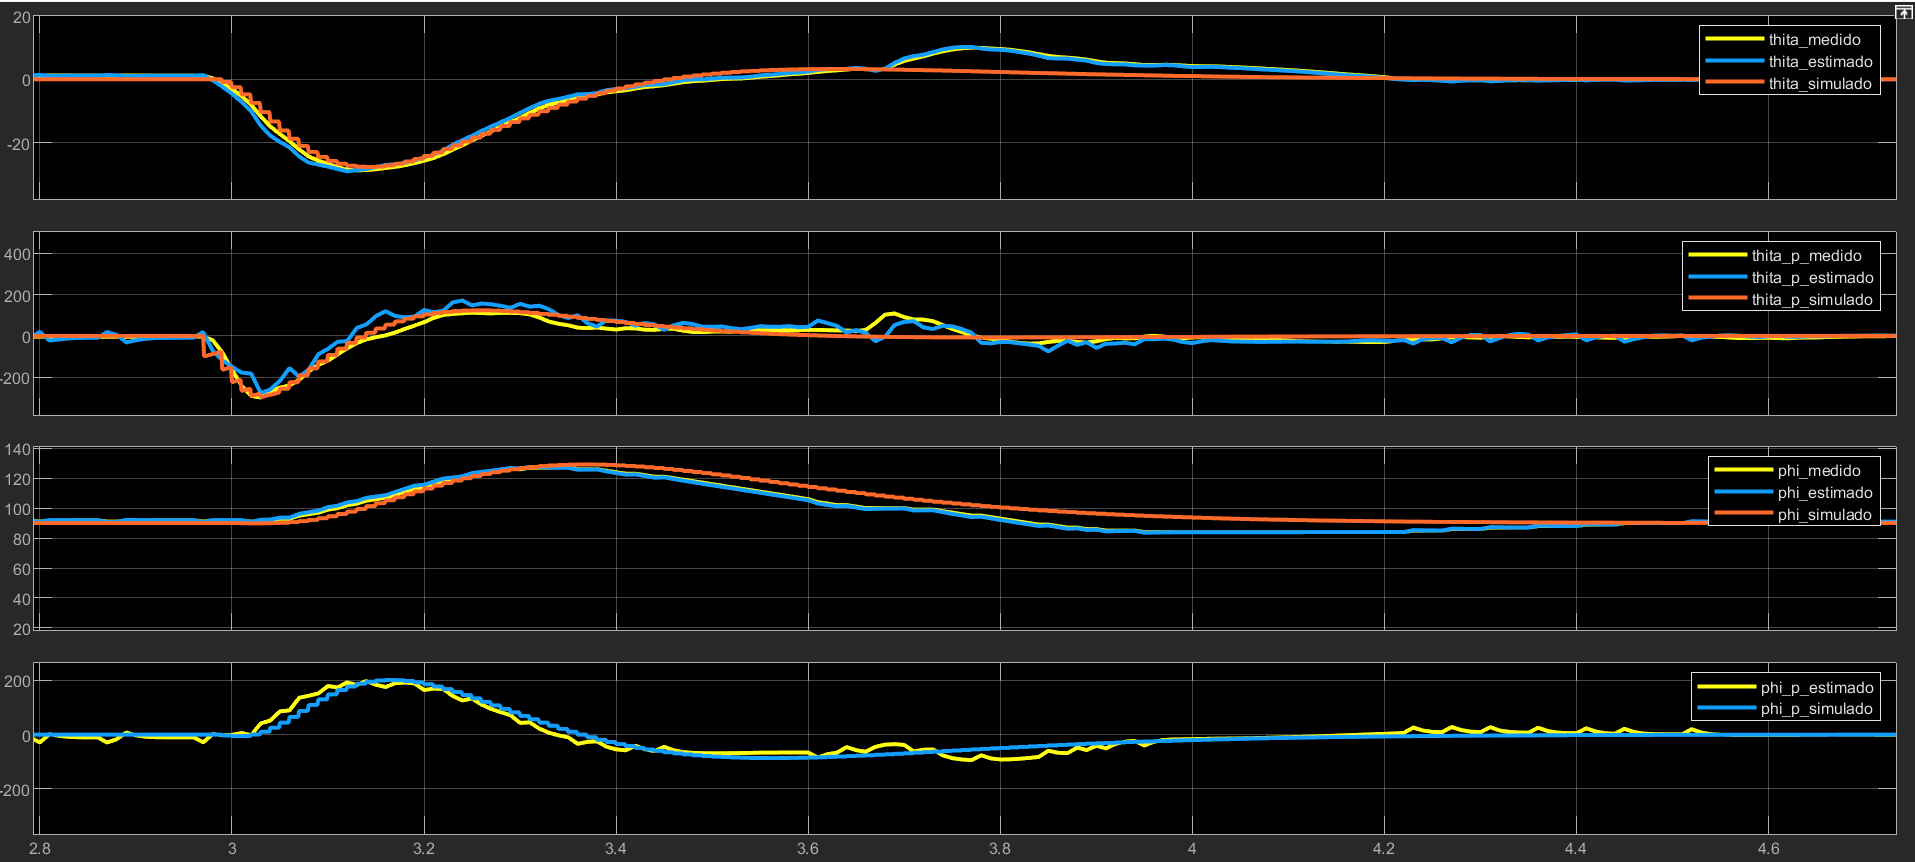 20
0
-20
thita_medido
thita_estimado
thita_simulado
400
200
0
-200
thita_p_medido
thita_p_estimado
thita_p_simulado
140
120
100
80
60
40
20
phi_medido
phi_estimado
phi_simulado
200
0
-200
phi_p_estimado
phi_p_simulado
2.8 3 3.2 3.4 3.6 3.8 4 4.2 4.4 4.6